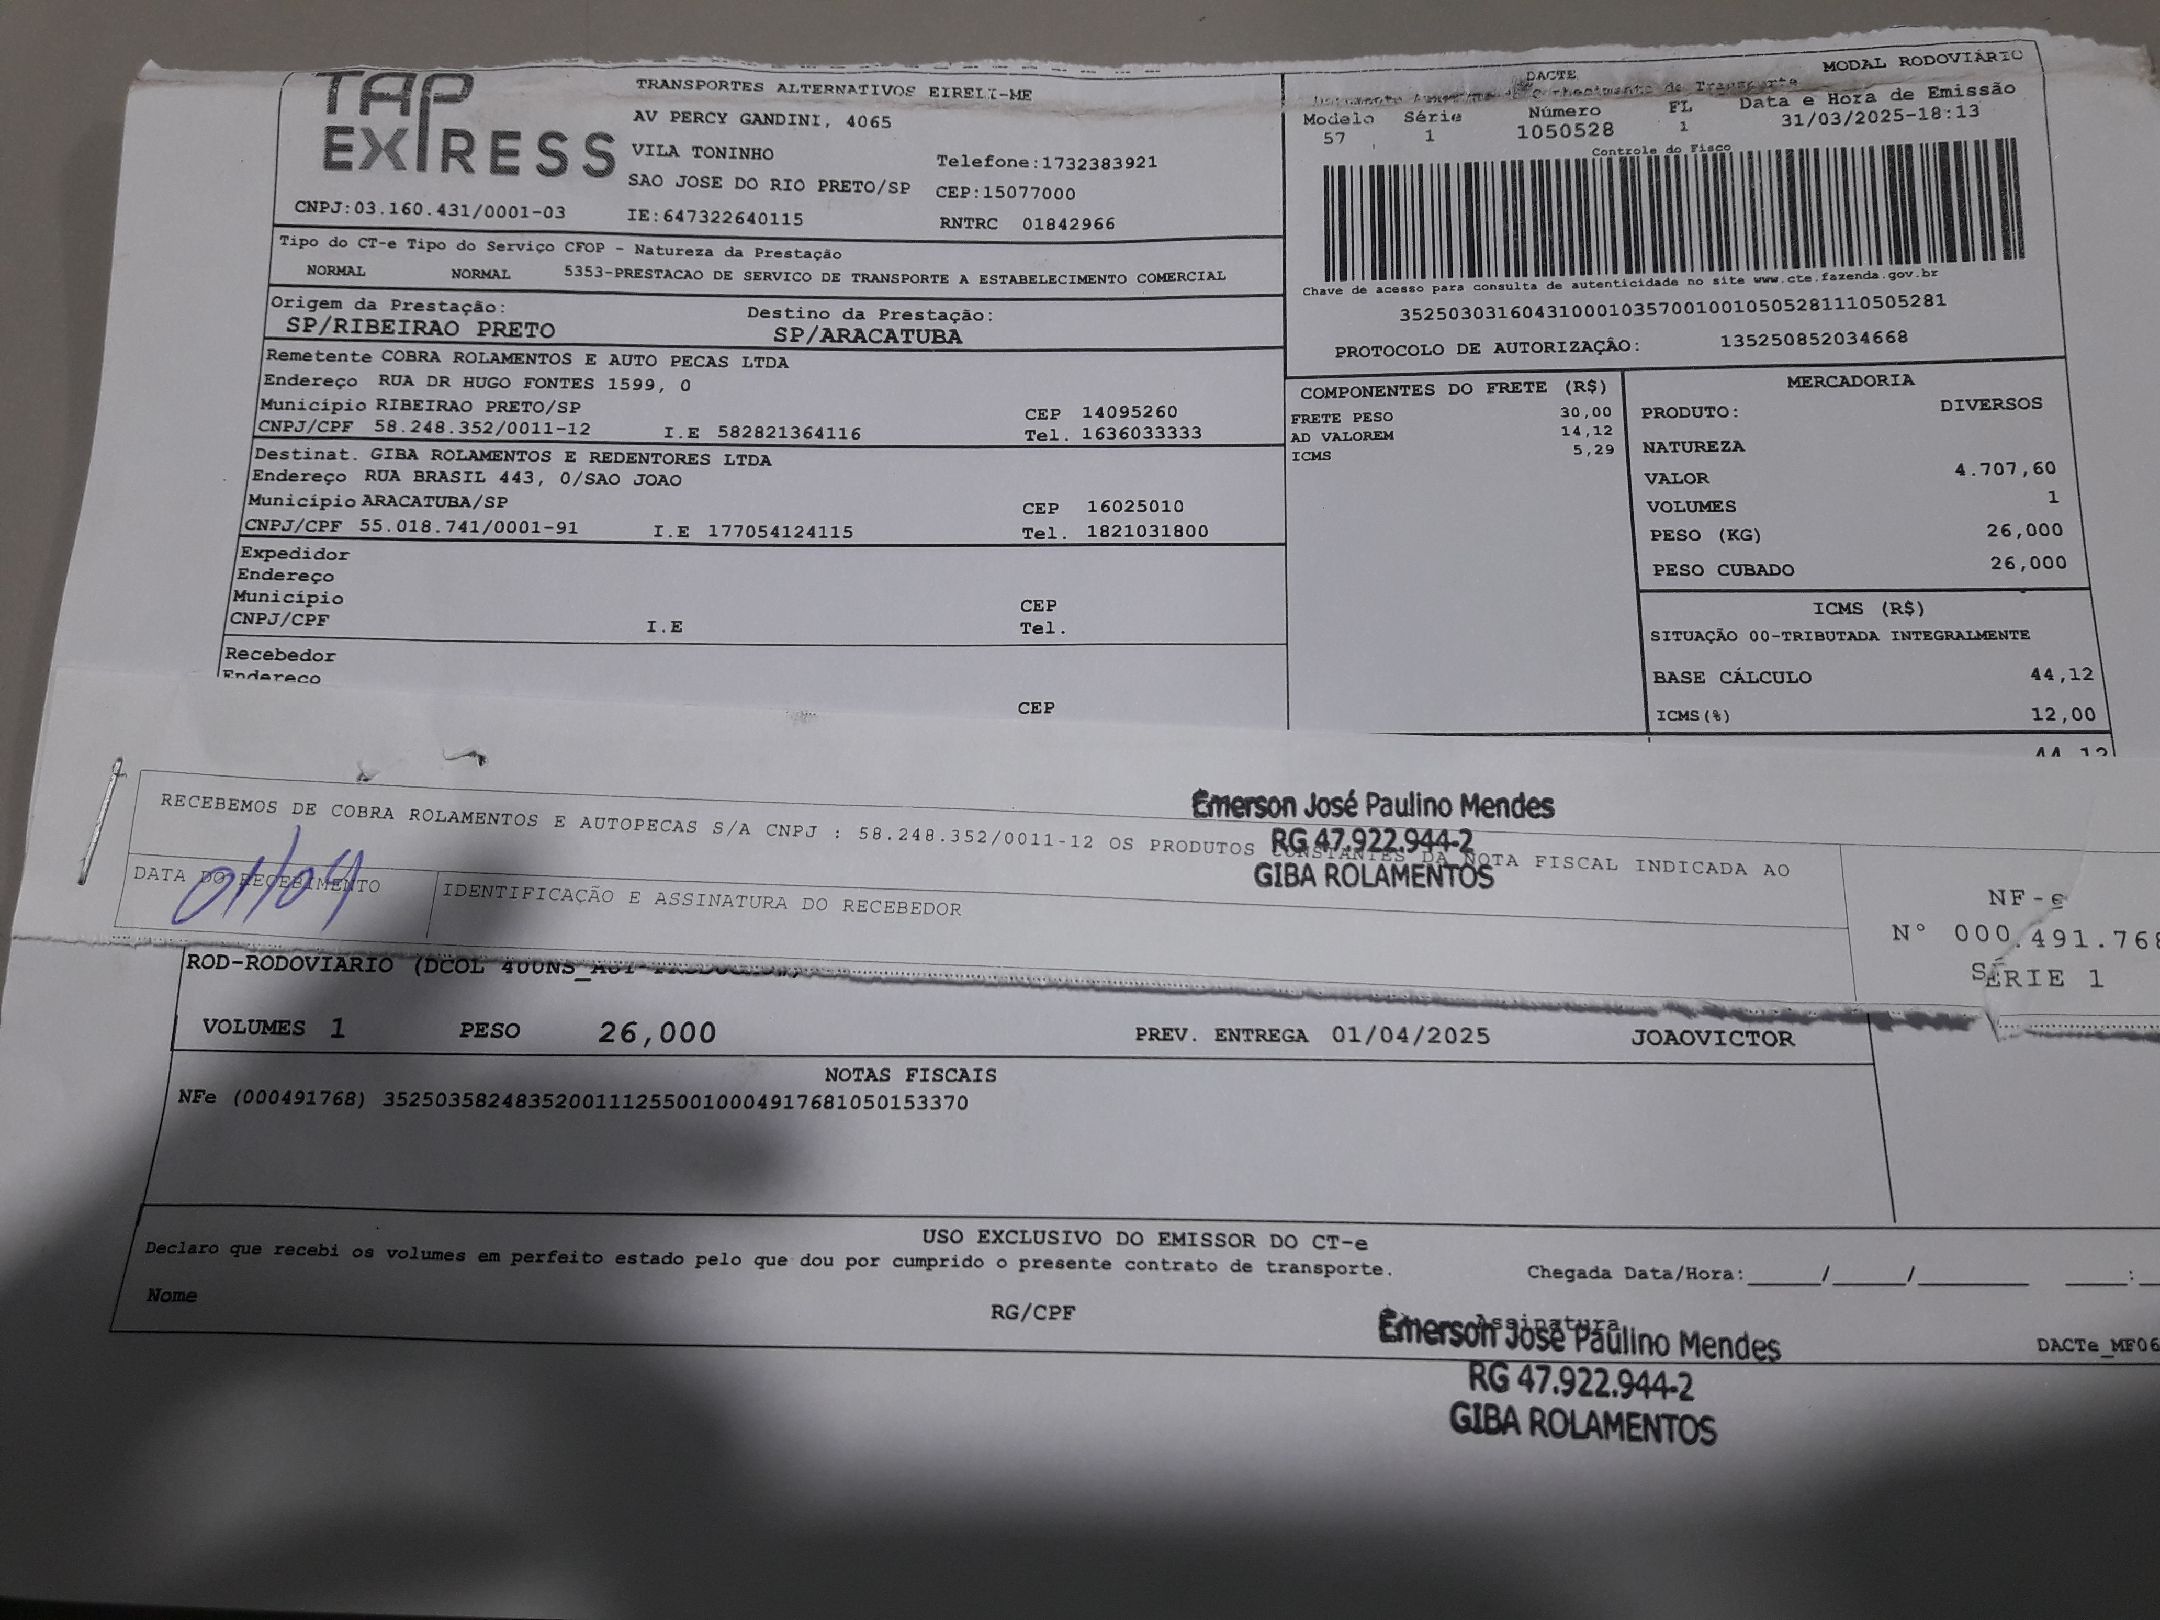 TAP EXPRESS
TRANSPORTES ALTERNATIVOS EIRELI-ME
AV PERCY GANDINI, 4065
VILA TONINHO Telefone:1732383921
SAO JOSE DO RIO PRETO/SP CEP:15077000
CNPJ:03.160.431/0001-03 IE:647322640115 RNTRC 01842966
DACTE MODAL RODOVIÁRIO
de Transporte
Modelo Série Número FL Data e Hora de Emissão
57 1 1050528 1 31/03/2025-18:13
Controle do Fisco
Chave de acesso para consulta de autenticidade no site www.cte.fazenda.gov.br
35250303160431000103570010010505281110505281
PROTOCOLO DE AUTORIZAÇÂO: 135250852034668
Tipo do CT-e Tipo do Serviço CFOP - Natureza da Prestação
NORMAL NORMAL 5353-PRESTACAO DE SERVICO DE TRANSPORTE A ESTABELECIMENTO COMERCIAL
Origem da Prestação: Destino da Prestação:
SP/RIBEIRAO PRETO SP/ARACATUBA
Remetente COBRA ROLAMENTOS E AUTO PECAS LTDA
Endereço RUA DR HUGO FONTES 1599, 0
Município RIBEIRAO PRETO/SP CEP 14095260
CNPJ/CPF 58.248.352/0011-12 I.E 582821364116 Tel. 1636033333
Destinat. GIBA ROLAMENTOS E REDENTORES LTDA
Endereço RUA BRASIL 443, 0/SAO JOAO
Município ARACATUBA/SP CEP 16025010
CNPJ/CPF 55.018.741/0001-91 I.E 177054124115 Tel. 1821031800
Expedidor
Endereço
Município CEP
CNPJ/CPF I.E Tel.
Recebedor
Endereço
CEP
COMPONENTES DO FRETE (R$)
FRETE PESO 30,00
AD VALOREM 14,12
ICMS 5,29
MERCADORIA
PRODUTO: DIVERSOS
NATUREZA
VALOR 4.707,60
VOLUMES 1
PESO (KG) 26,000
PESO CUBADO 26,000
ICMS (R$)
SITUAÇÃO 00-TRIBUTADA INTEGRALMENTE
BASE CÁLCULO 44,12
ICMS(%) 12,00
44,12
RECEBEMOS DE COBRA ROLAMENTOS E AUTOPECAS S/A CNPJ : 58.248.352/0011-12 OS PRODUTOS CONSTANTES DA NOTA FISCAL INDICADA AO
Emerson José Paulino Mendes
RG 47.922.944-2
GIBA ROLAMENTOS
DATA DO RECEBIMENTO IDENTIFICAÇÃO E ASSINATURA DO RECEBEDOR
01/04
NF-e
N° 000.491.768
SÉRIE 1
ROD-RODOVIARIO
VOLUMES 1 PESO 26,000 PREV. ENTREGA 01/04/2025 JOAOVICTOR
NOTAS FISCAIS
NFe (000491768) 35250358248352001112550010004917681050153370
USO EXCLUSIVO DO EMISSOR DO CT-e
Declaro que recebi os volumes em perfeito estado pelo que dou por cumprido o presente contrato de transporte. Chegada Data/Hora:____/____/______ ___:
Nome RG/CPF Assinatura
Emerson José Paulino Mendes
RG 47.922.944-2
GIBA ROLAMENTOS
DACTe_MF06